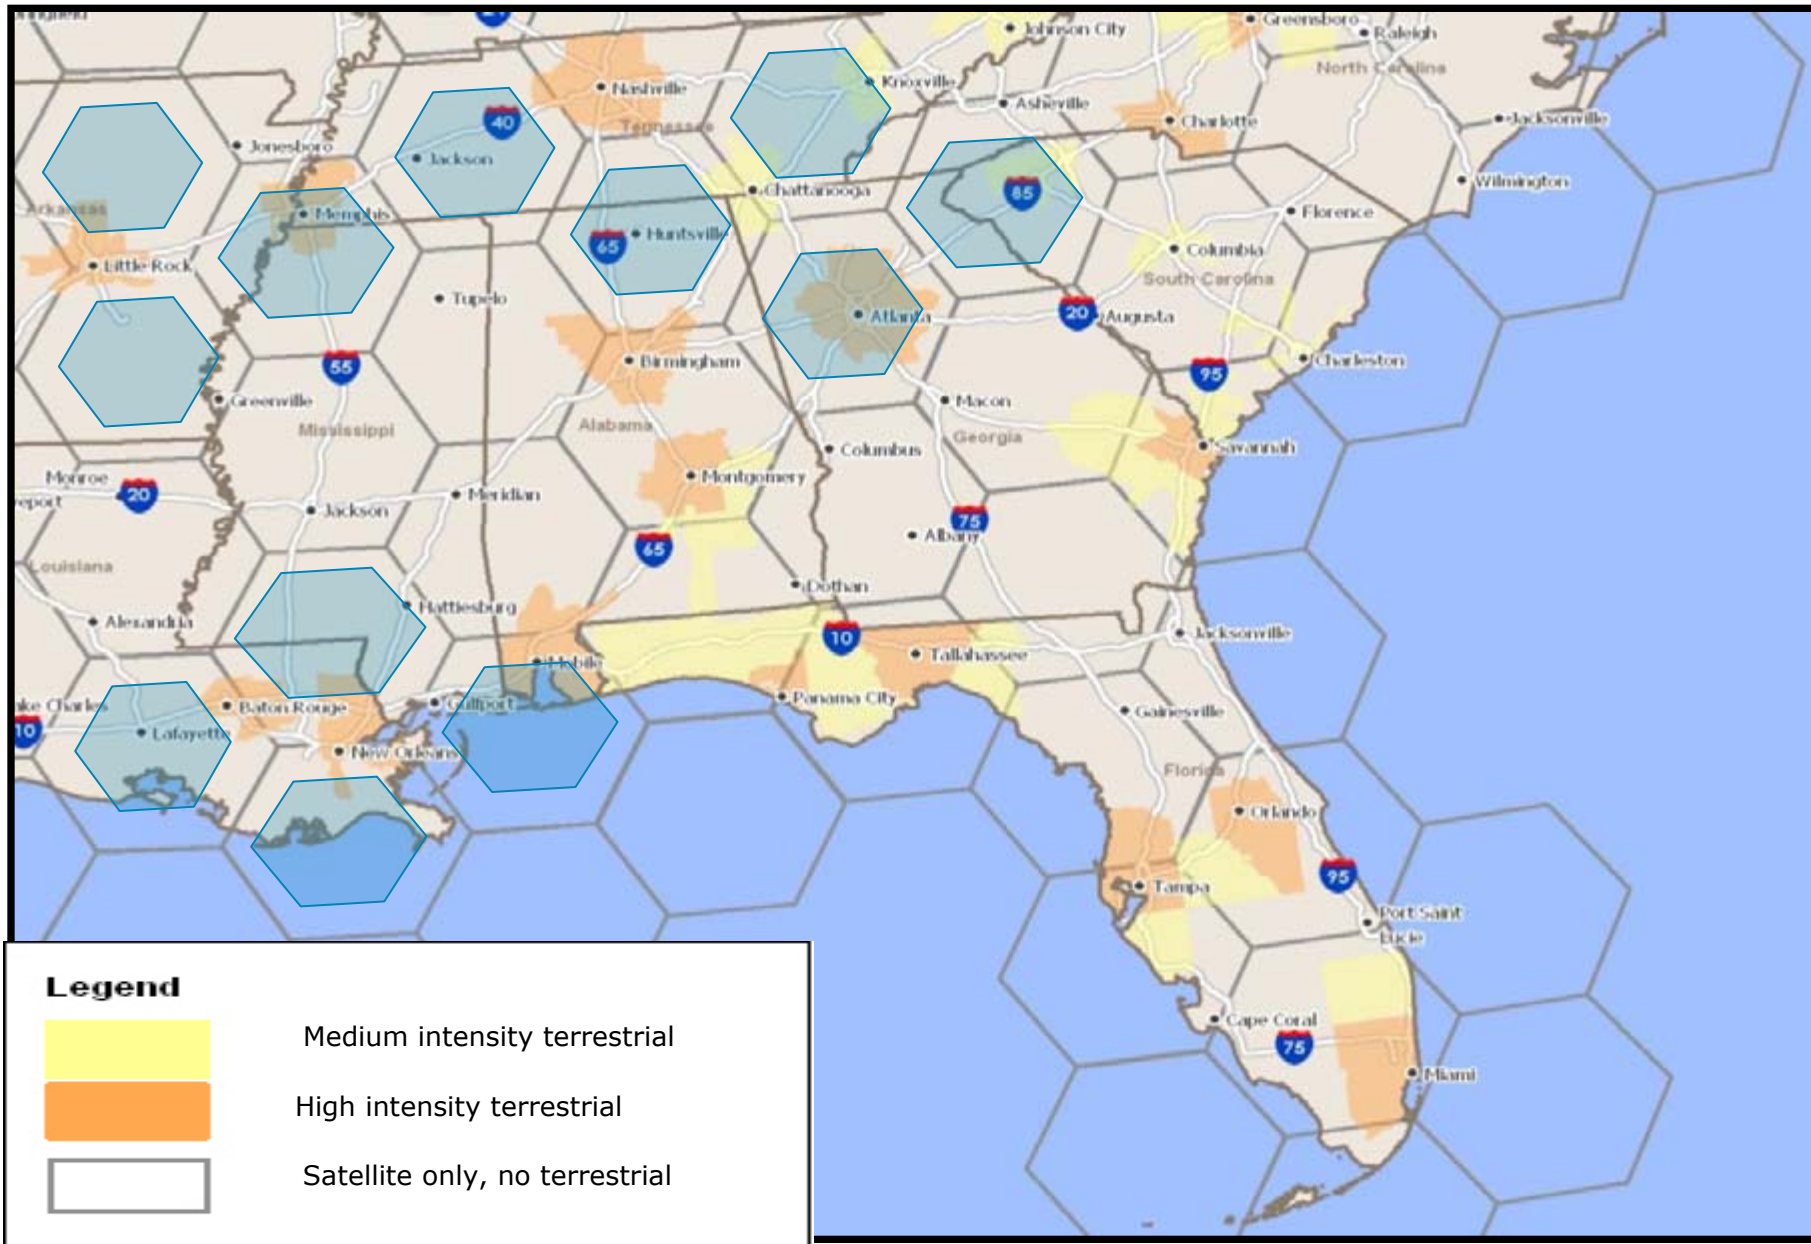 Johnson City
Greensboro
Raleigh
North Carolina
Knoxville
Nashville
Asheville
Jacksonville
40
Charlotte
Tennessee
Jonesboro
Jackson
Chattanooga
85
Wilmington
Arkansas
Memphis
Florence
65
Huntsville
Columbia
Little Rock
South Carolina
Tupelo
Atlanta
20
Augusta
Birmingham
Charleston
55
95
Greenville
Macon
Mississippi
Alabama
Georgia
Columbus
Savannah
Monroe
Montgomery
20
Meridian
eport
Jackson
75
Albany
65
Louisiana
Dothan
Hattiesburg
Alexandria
10
Jacksonville
Mobile
Tallahassee
ake Charles
Baton Rouge
Gulfport
Panama City
Gainesville
10
Lafayette
New Orleans
Florida
Orlando
Tampa
95
Port Saint
Lucie
Cape Coral
75
Miami
Legend
Medium intensity terrestrial
High intensity terrestrial
Satellite only, no terrestrial